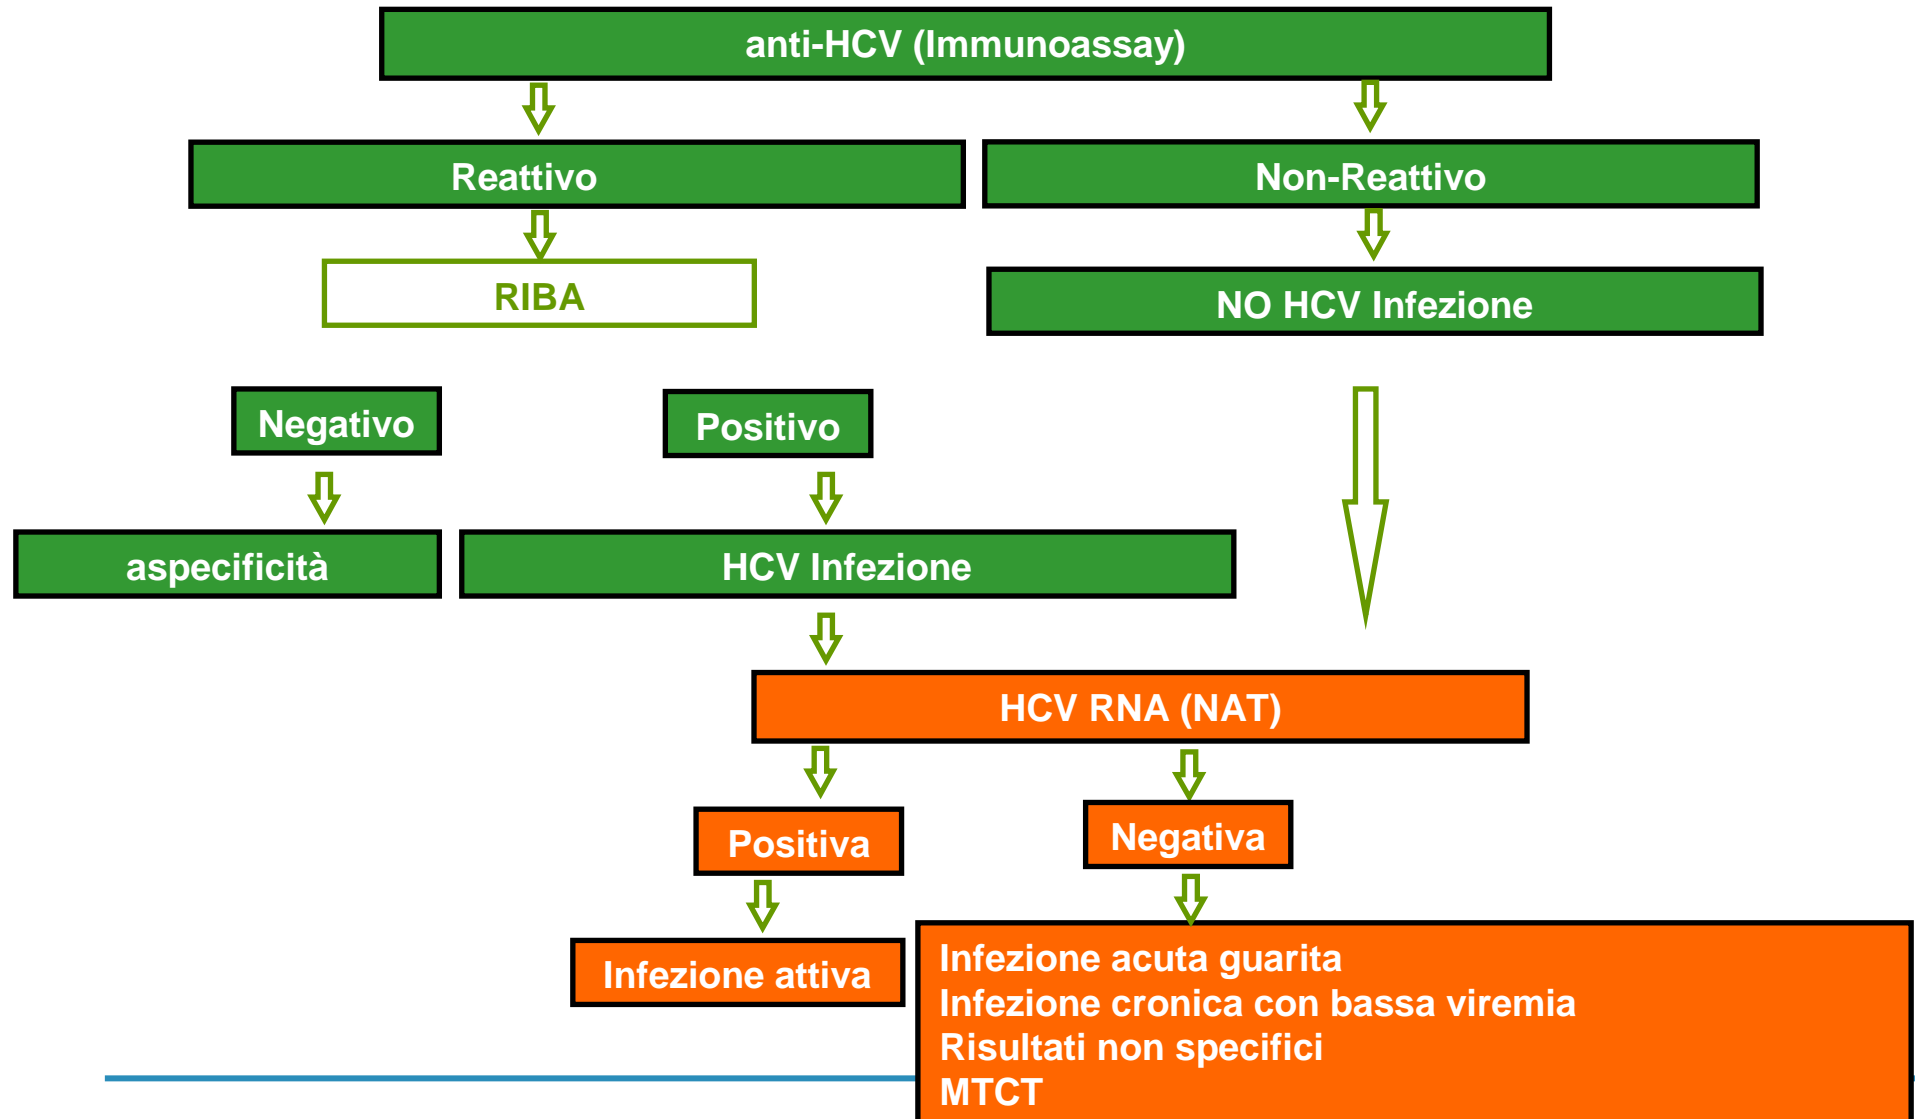 anti-HCV (Immunoassay)
Reattivo
Non-Reattivo
RIBA
NO HCV Infezione
Negativo
Positivo
aspecificità
HCV Infezione
HCV RNA (NAT)
Positiva
Negativa
Infezione attiva
Infezione acuta guarita
Infezione cronica con bassa viremia
Risultati non specifici
MTCT